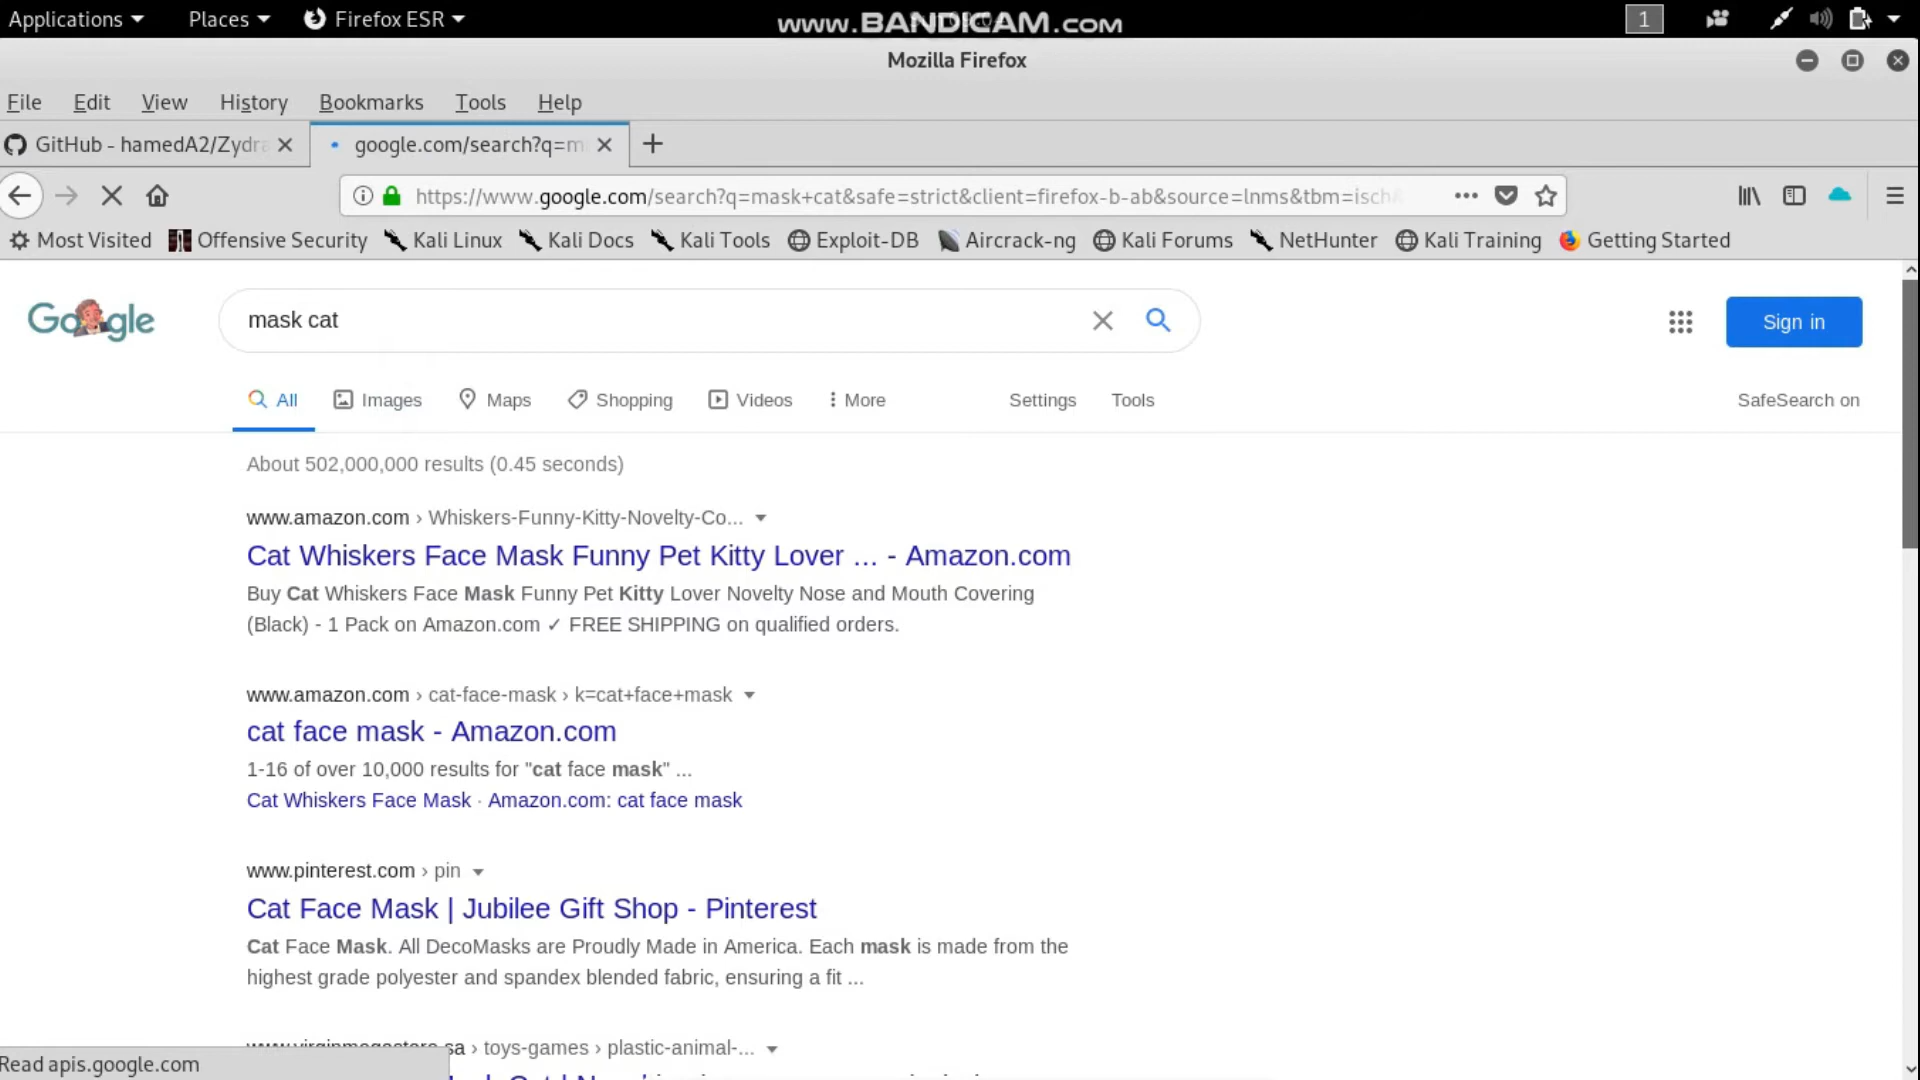 Applications Places Firefox ESR www.BANDICAM.com 1
Mozilla Firefox
File Edit View History Bookmarks Tools Help
GitHub - hamedA2/Zydra google.com/search?q=m
https://www.google.com/search?q=mask+cat&safe=strict&client=firefox-b-ab&source=lnms&tbm=isch&
Most Visited Offensive Security Kali Linux Kali Docs Kali Tools Exploit-DB Aircrack-ng Kali Forums NetHunter Kali Training Getting Started
Google mask cat Sign in
All Images Maps Shopping Videos More Settings Tools SafeSearch on
About 502,000,000 results (0.45 seconds)
www.amazon.com › Whiskers-Funny-Kitty-Novelty-Co...
Cat Whiskers Face Mask Funny Pet Kitty Lover ... - Amazon.com
Buy Cat Whiskers Face Mask Funny Pet Kitty Lover Novelty Nose and Mouth Covering
(Black) - 1 Pack on Amazon.com ✓ FREE SHIPPING on qualified orders.
www.amazon.com › cat-face-mask › k=cat+face+mask
cat face mask - Amazon.com
1-16 of over 10,000 results for "cat face mask" ...
Cat Whiskers Face Mask · Amazon.com: cat face mask
www.pinterest.com › pin
Cat Face Mask | Jubilee Gift Shop - Pinterest
Cat Face Mask. All DecoMasks are Proudly Made in America. Each mask is made from the
highest grade polyester and spandex blended fabric, ensuring a fit ...
› toys-games › plastic-animal-...
Read apis.google.com